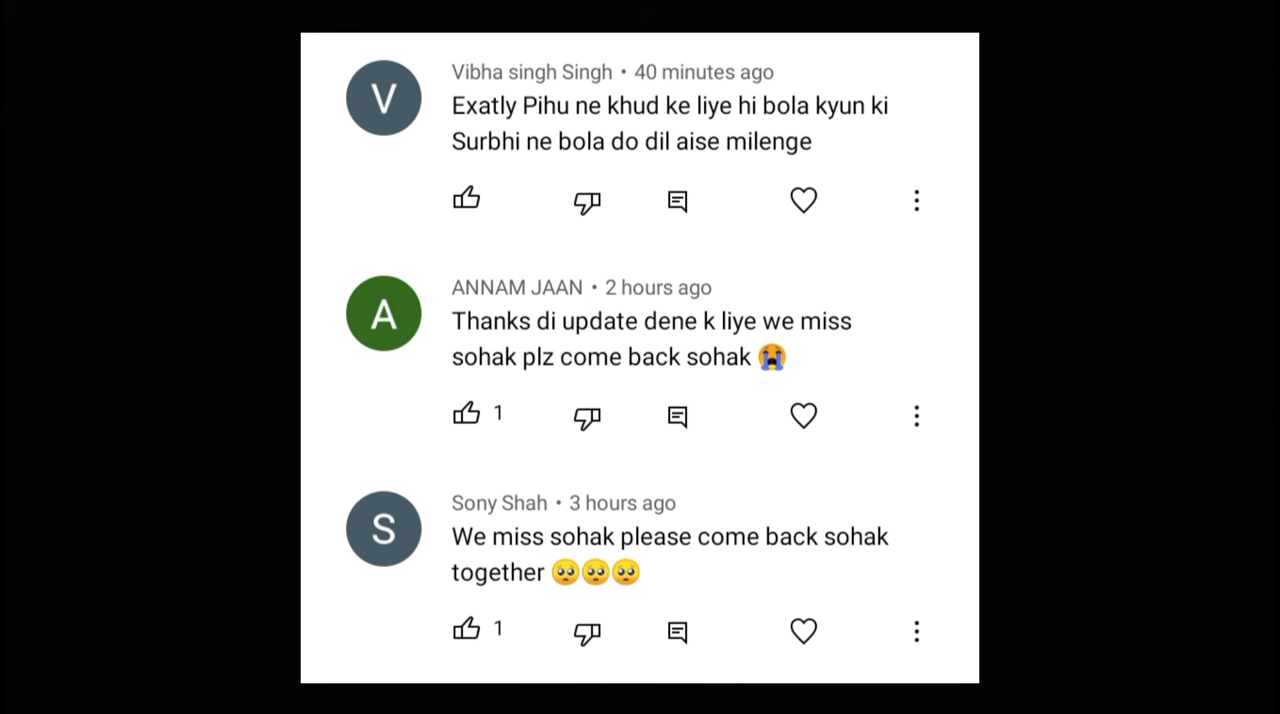 V
Vibha singh Singh • 40 minutes ago
Exatly Pihu ne khud ke liye hi bola kyun ki
Surbhi ne bola do dil aise milenge
A
ANNAM JAAN • 2 hours ago
Thanks di update dene k liye we miss
sohak plz come back sohak 😭
1
S
Sony Shah • 3 hours ago
We miss sohak please come back sohak
together 🥺🥺🥺
1